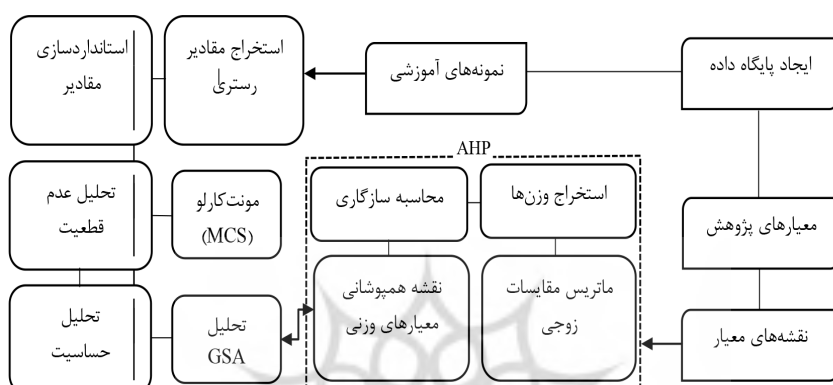 ایجاد پایگاه داده
نمونه‌های آموزشی
استخراج مقادیر
رستری
استانداردسازی
مقادیر
AHP
معیارهای پژوهش
استخراج وزن‌ها
محاسبه سازگاری
مونت‌کارلو
(MCS)
تحلیل عدم
قطعیت
نقشه‌های معیار
ماتریس مقایسات
زوجی
نقشه همپوشانی
معیارهای وزنی
تحلیل
GSA
تحلیل
حساسیت